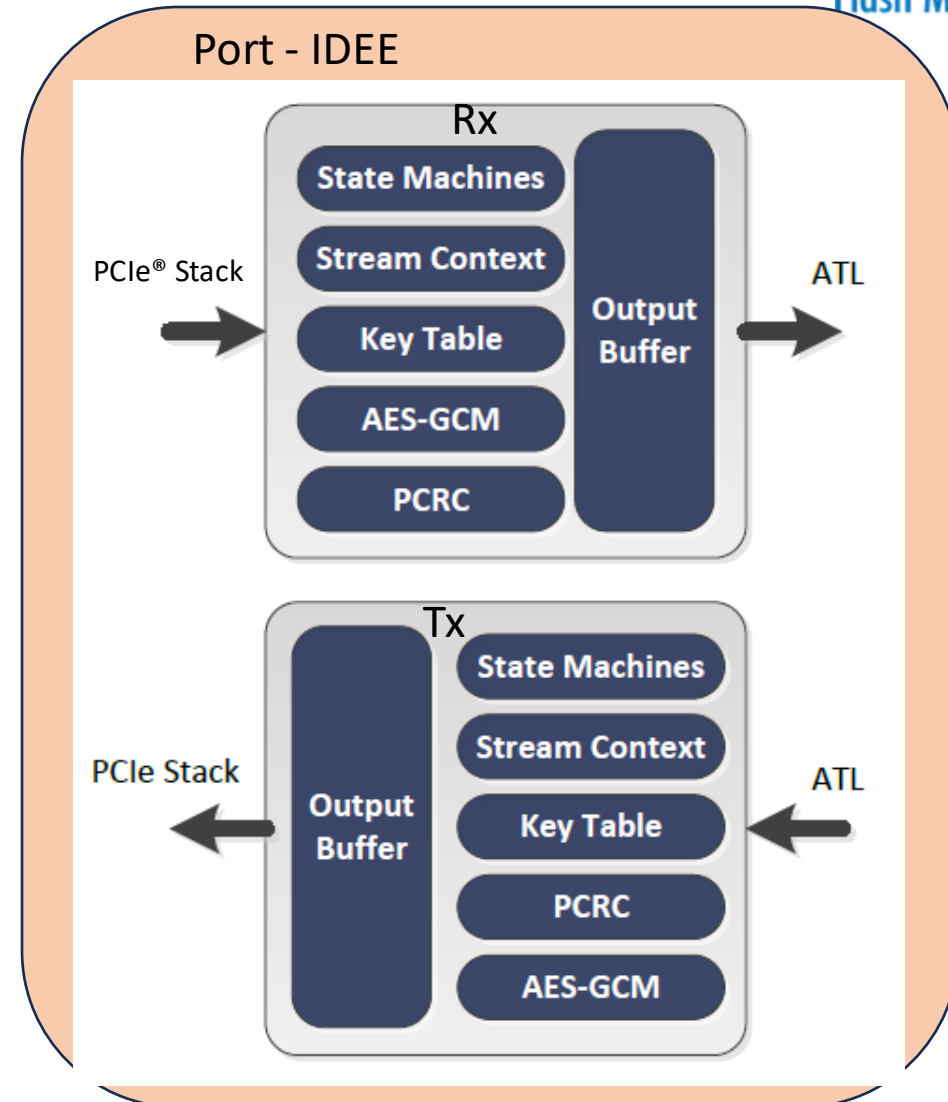 Port - IDEE
Rx
State Machines
Stream Context
Key Table
AES-GCM
PCRC
Output
Buffer
PCIe® Stack
ATL
Tx
State Machines
Stream Context
Key Table
PCRC
AES-GCM
Output
Buffer
PCIe Stack
ATL